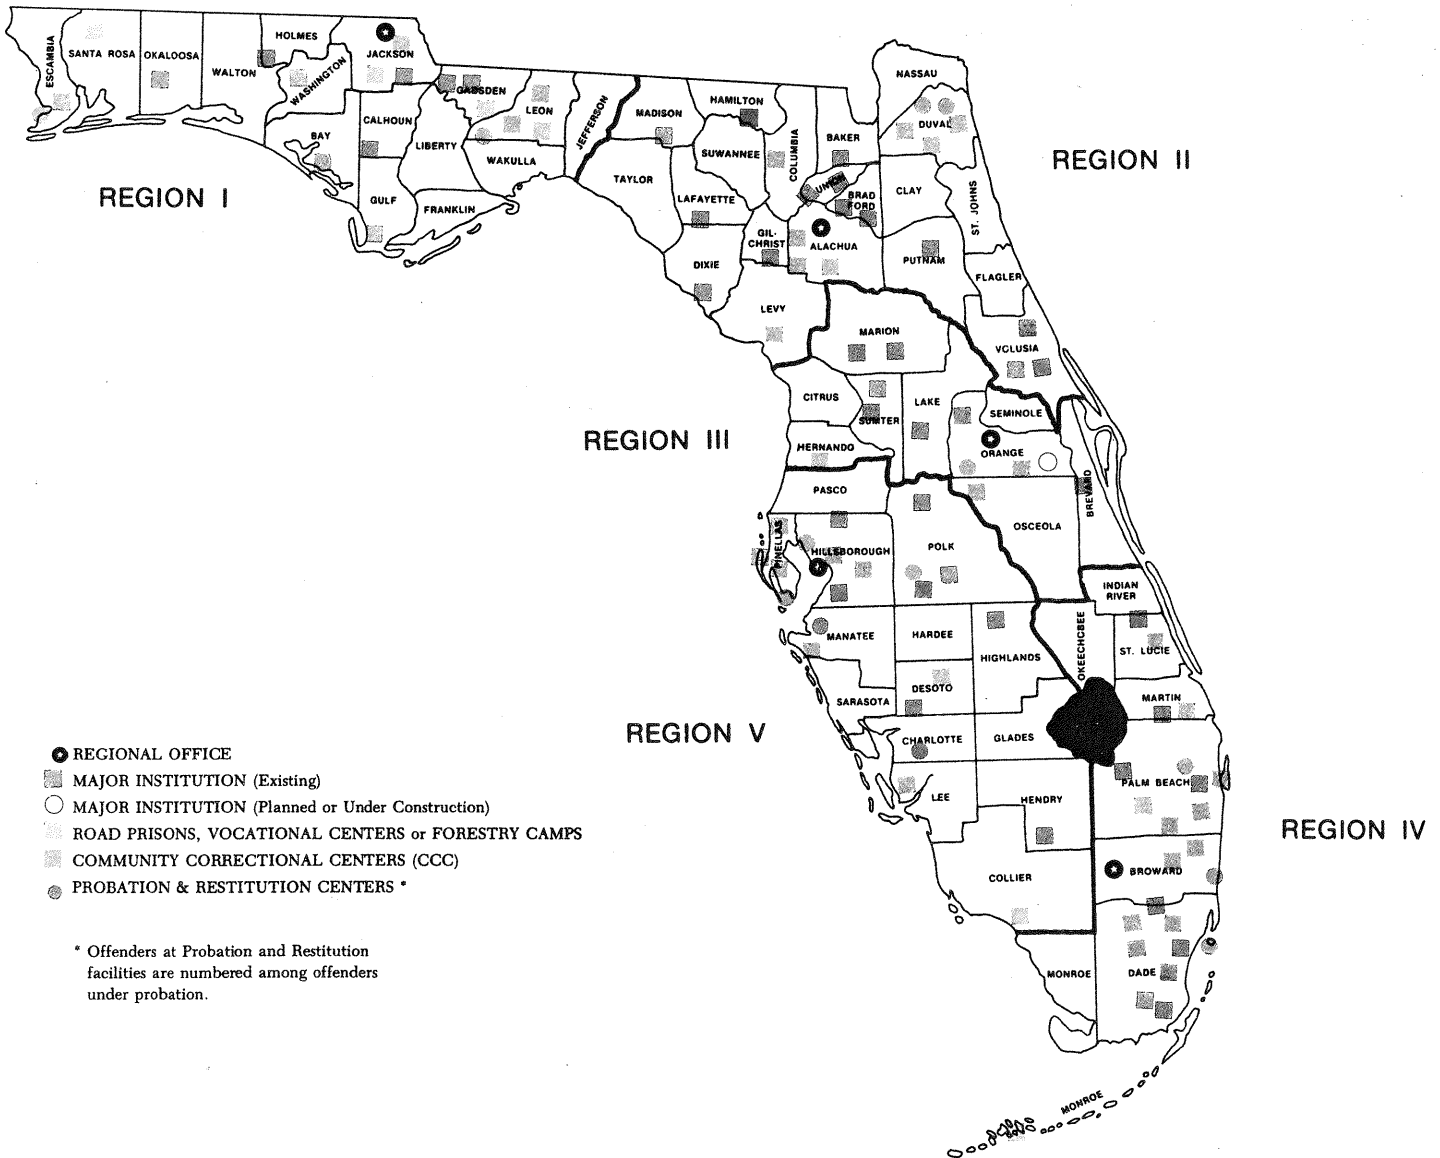 HOLMES
ESCAMBIA
SANTA ROSA
OKALOOSA
WALTON
WASHINGTON
JACKSON
GADSDEN
LEON
JEFFERSON
MADISON
HAMILTON
NASSAU
DUVAL
BAY
CALHOUN
LIBERTY
WAKULLA
TAYLOR
SUWANNEE
COLUMBIA
BAKER
REGION II
REGION I
GULF
FRANKLIN
LAFAYETTE
UNION
BRAD
FORD
CLAY
ST. JOHNS
DIXIE
GIL-
CHRIST
ALACHUA
PUTNAM
FLAGLER
LEVY
MARION
VOLUSIA
CITRUS
SUMTER
LAKE
SEMINOLE
REGION III
HERNANDO
ORANGE
PASCO
BREVARD
OSCEOLA
PINELLAS
HILLSBOROUGH
POLK
INDIAN
RIVER
MANATEE
HARDEE
HIGHLANDS
OKEECHOBEE
ST. LUCIE
SARASOTA
DESOTO
MARTIN
REGION V
CHARLOTTE
GLADES
PALM BEACH
LEE
HENDRY
REGION IV
COLLIER
BROWARD
MONROE
DADE
MONROE
REGIONAL OFFICE
MAJOR INSTITUTION (Existing)
MAJOR INSTITUTION (Planned or Under Construction)
ROAD PRISONS, VOCATIONAL CENTERS or FORESTRY CAMPS
COMMUNITY CORRECTIONAL CENTERS (CCC)
PROBATION & RESTITUTION CENTERS *
* Offenders at Probation and Restitution
facilities are numbered among offenders
under probation.